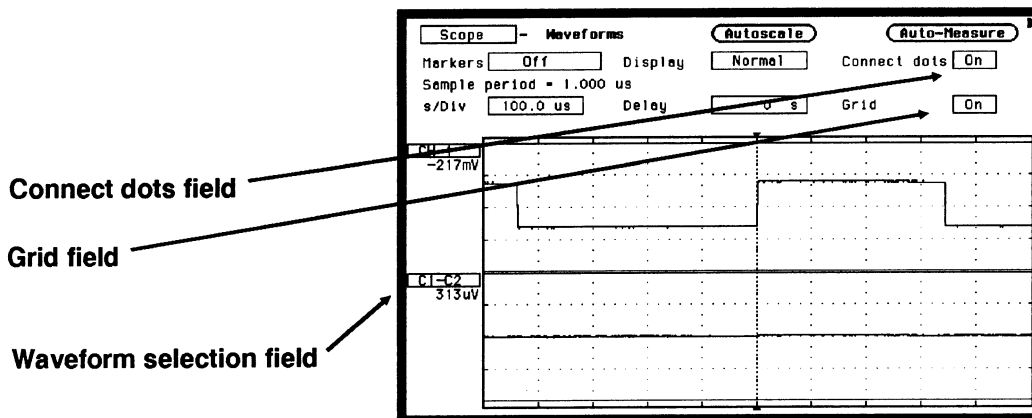 Scope - Waveforms Autoscale Auto-Measure
Markers Off Display Normal Connect dots On
Sample period = 1.000 us
s/Div 100.0 us Delay 0 s Grid On
-217mV
Connect dots field
Grid field
C1-C2
313uV
Waveform selection field